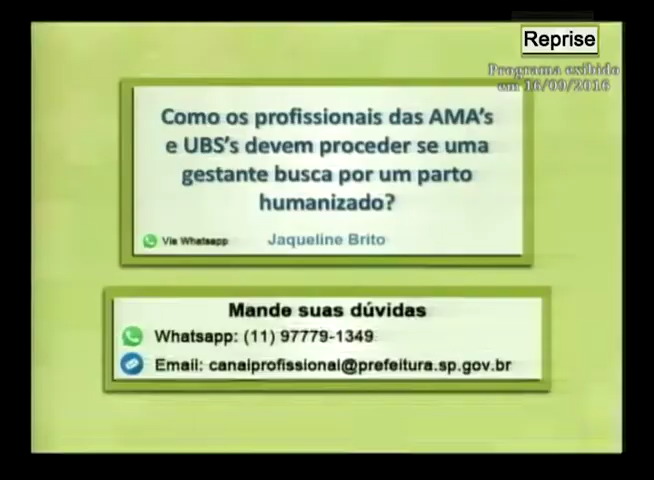 Reprise
Programa exibido
em 16/09/2016
Como os profissionais das AMA's
e UBS's devem proceder se uma
gestante busca por um parto
humanizado?
Via Whatsapp Jaqueline Brito
Mande suas dúvidas
Whatsapp: (11) 97779-1349
Email: canalprofissional@prefeitura.sp.gov.br